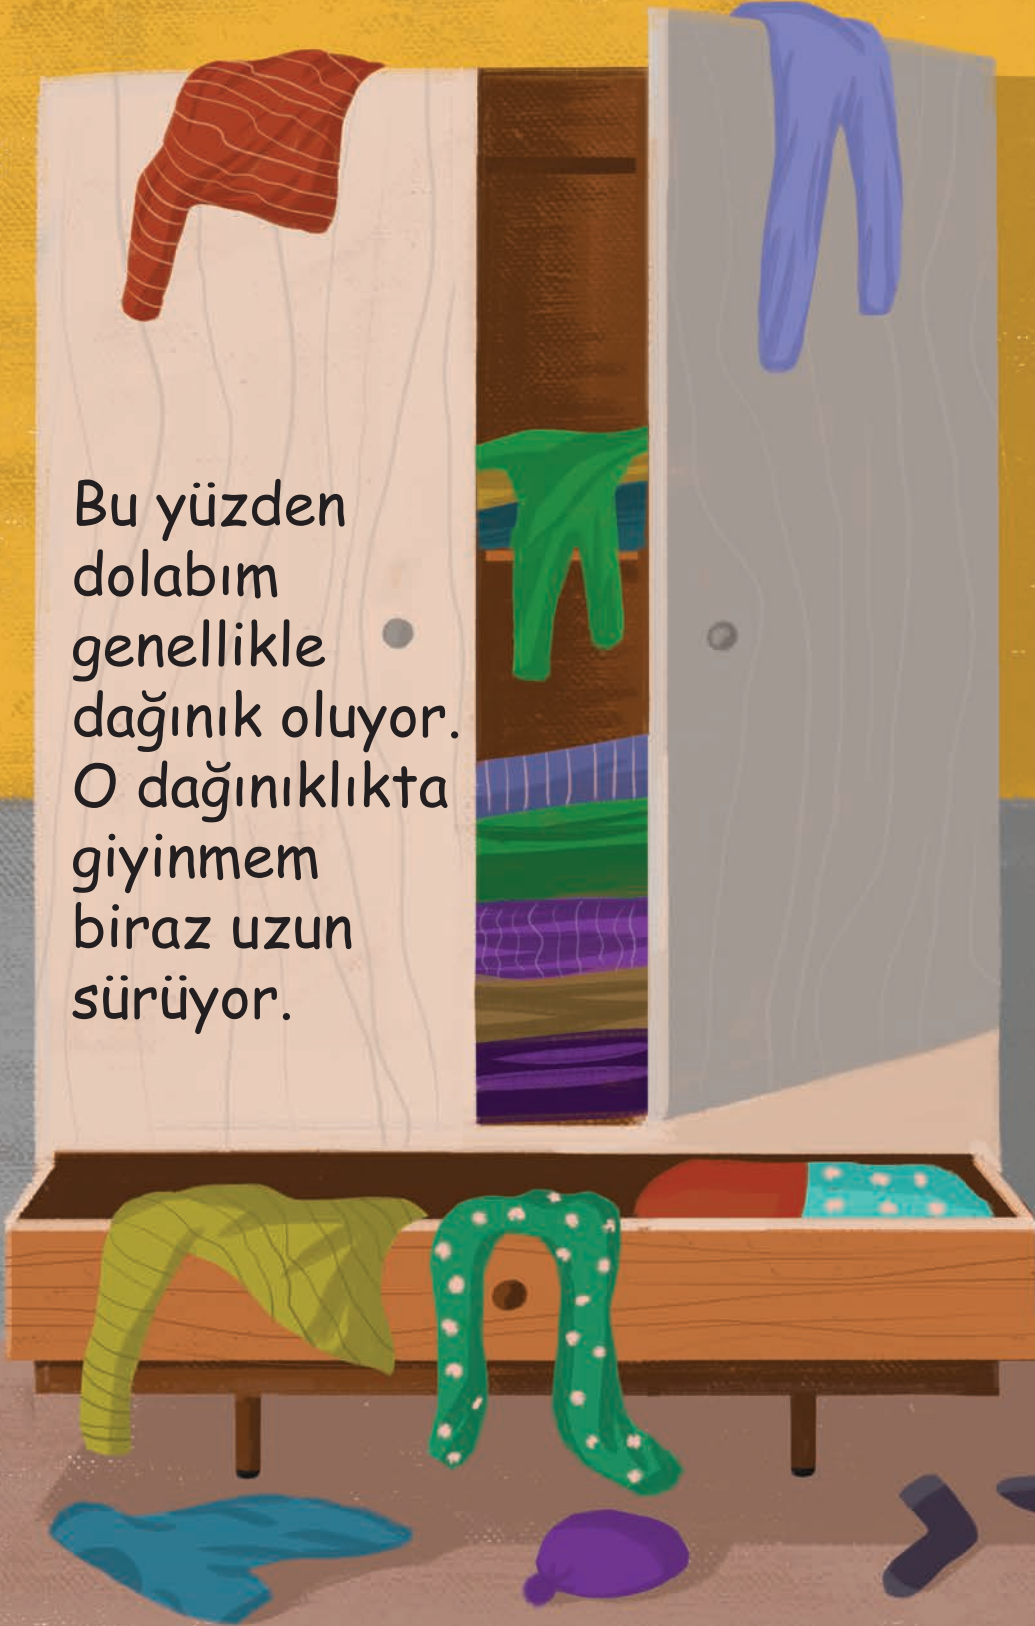 Bu yüzden
dolabım
genellikle
dağınık oluyor.
O dağınıklıkta
giyinmem
biraz uzun
sürüyor.